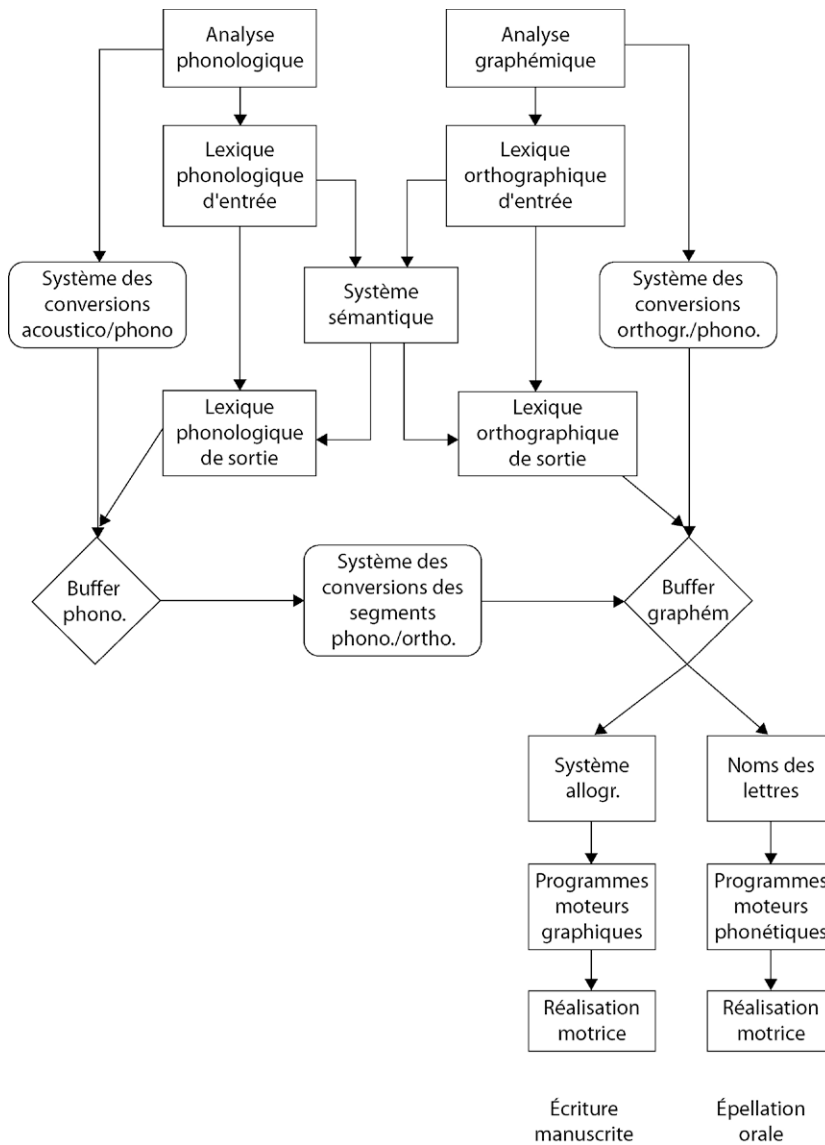 Analyse
phonologique
Analyse
graphémique
Lexique
phonologique
d'entrée
Lexique
orthographique
d'entrée
Système des
conversions
acoustico/phono
Système
sémantique
Système des
conversions
orthogr./phono.
Lexique
phonologique
de sortie
Lexique
orthographique
de sortie
Buffer
phono.
Système des
conversions des
segments
phono./ortho.
Buffer
graphém
Système
allogr.
Noms des
lettres
Programmes
moteurs
graphiques
Programmes
moteurs
phonétiques
Réalisation
motrice
Réalisation
motrice
Écriture
manuscrite
Épellation
orale